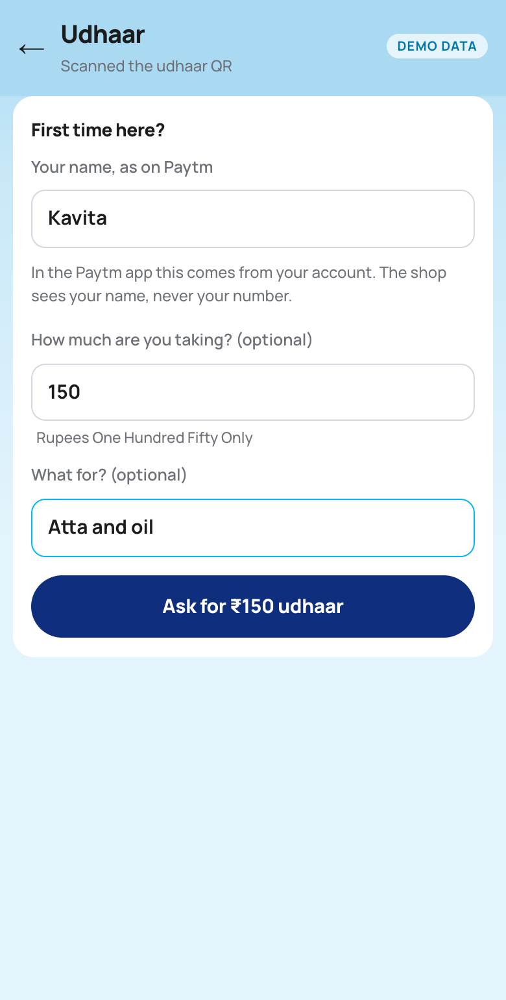 Udhaar
Scanned the udhaar QR
DEMO DATA
First time here?
Your name, as on Paytm
Kavita
In the Paytm app this comes from your account. The shop
sees your name, never your number.
How much are you taking? (optional)
150
Rupees One Hundred Fifty Only
What for? (optional)
Atta and oil
Ask for ₹150 udhaar